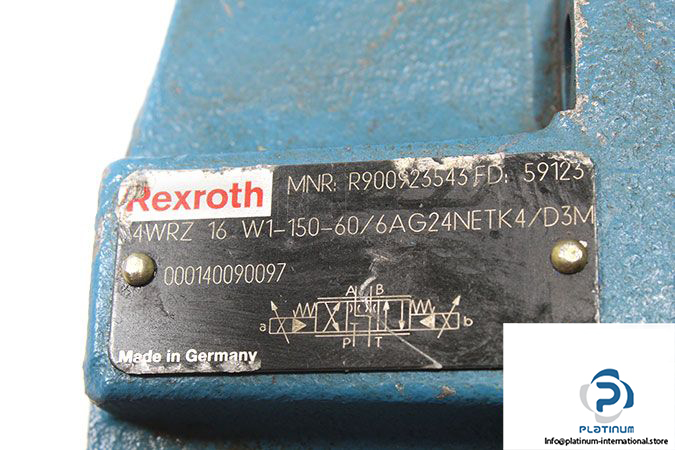 Rexroth
MNR: R900923543 FD: 59123
4WRZ 16 W1-150-60/6AG24NETK4/D3M
000140090097
A B
a b
P T
Made in Germany
PLATINUM
Info@platinum-international.store